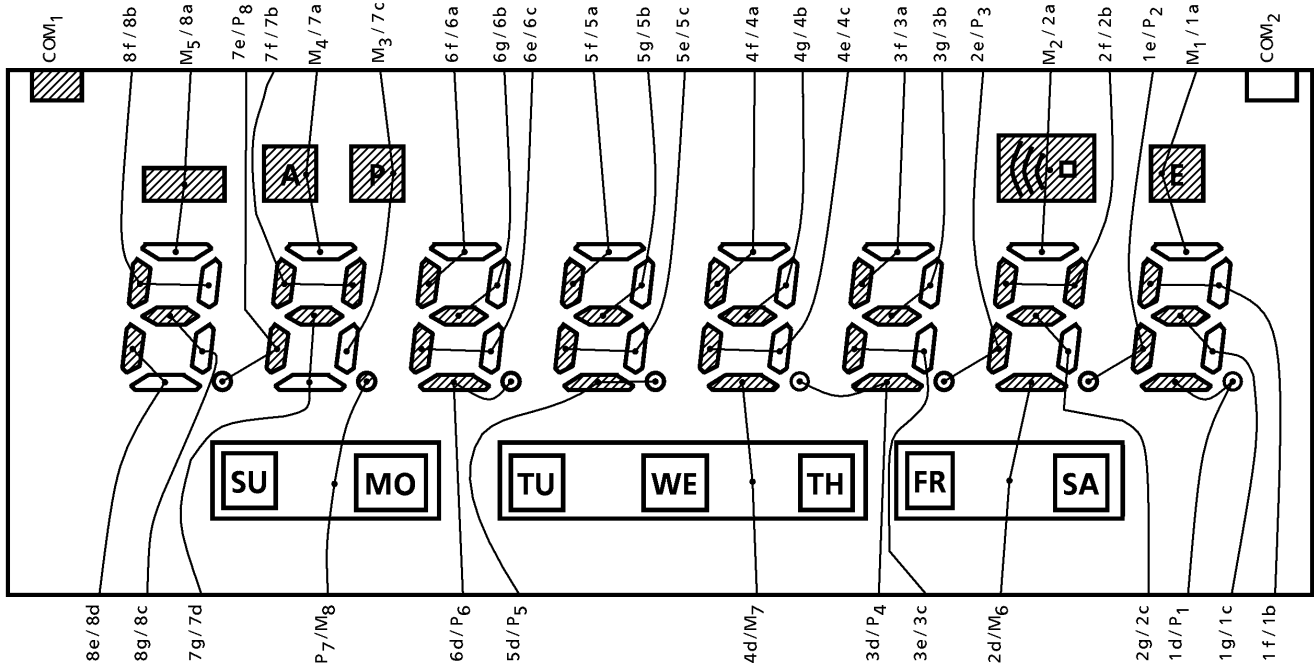 COM₁
8f/8b
M₅/8a
7e/P₈
7f/7b
M₄/7a
M₃/7c
6f/6a
6g/6b
6e/6c
5f/5a
5g/5b
5e/5c
4f/4a
4g/4b
4e/4c
3f/3a
3g/3b
2e/P₃
M₂/2a
2f/2b
1e/P₂
M₁/1a
COM₂
A P E
SU MO TU WE TH FR SA
8e/8d
8g/8c
7g/7d
P₇/M₈
6d/P₆
5d/P₅
4d/M₇
3d/P₄
3e/3c
2d/M₆
2g/2c
1d/P₁
1g/1c
1f/1b